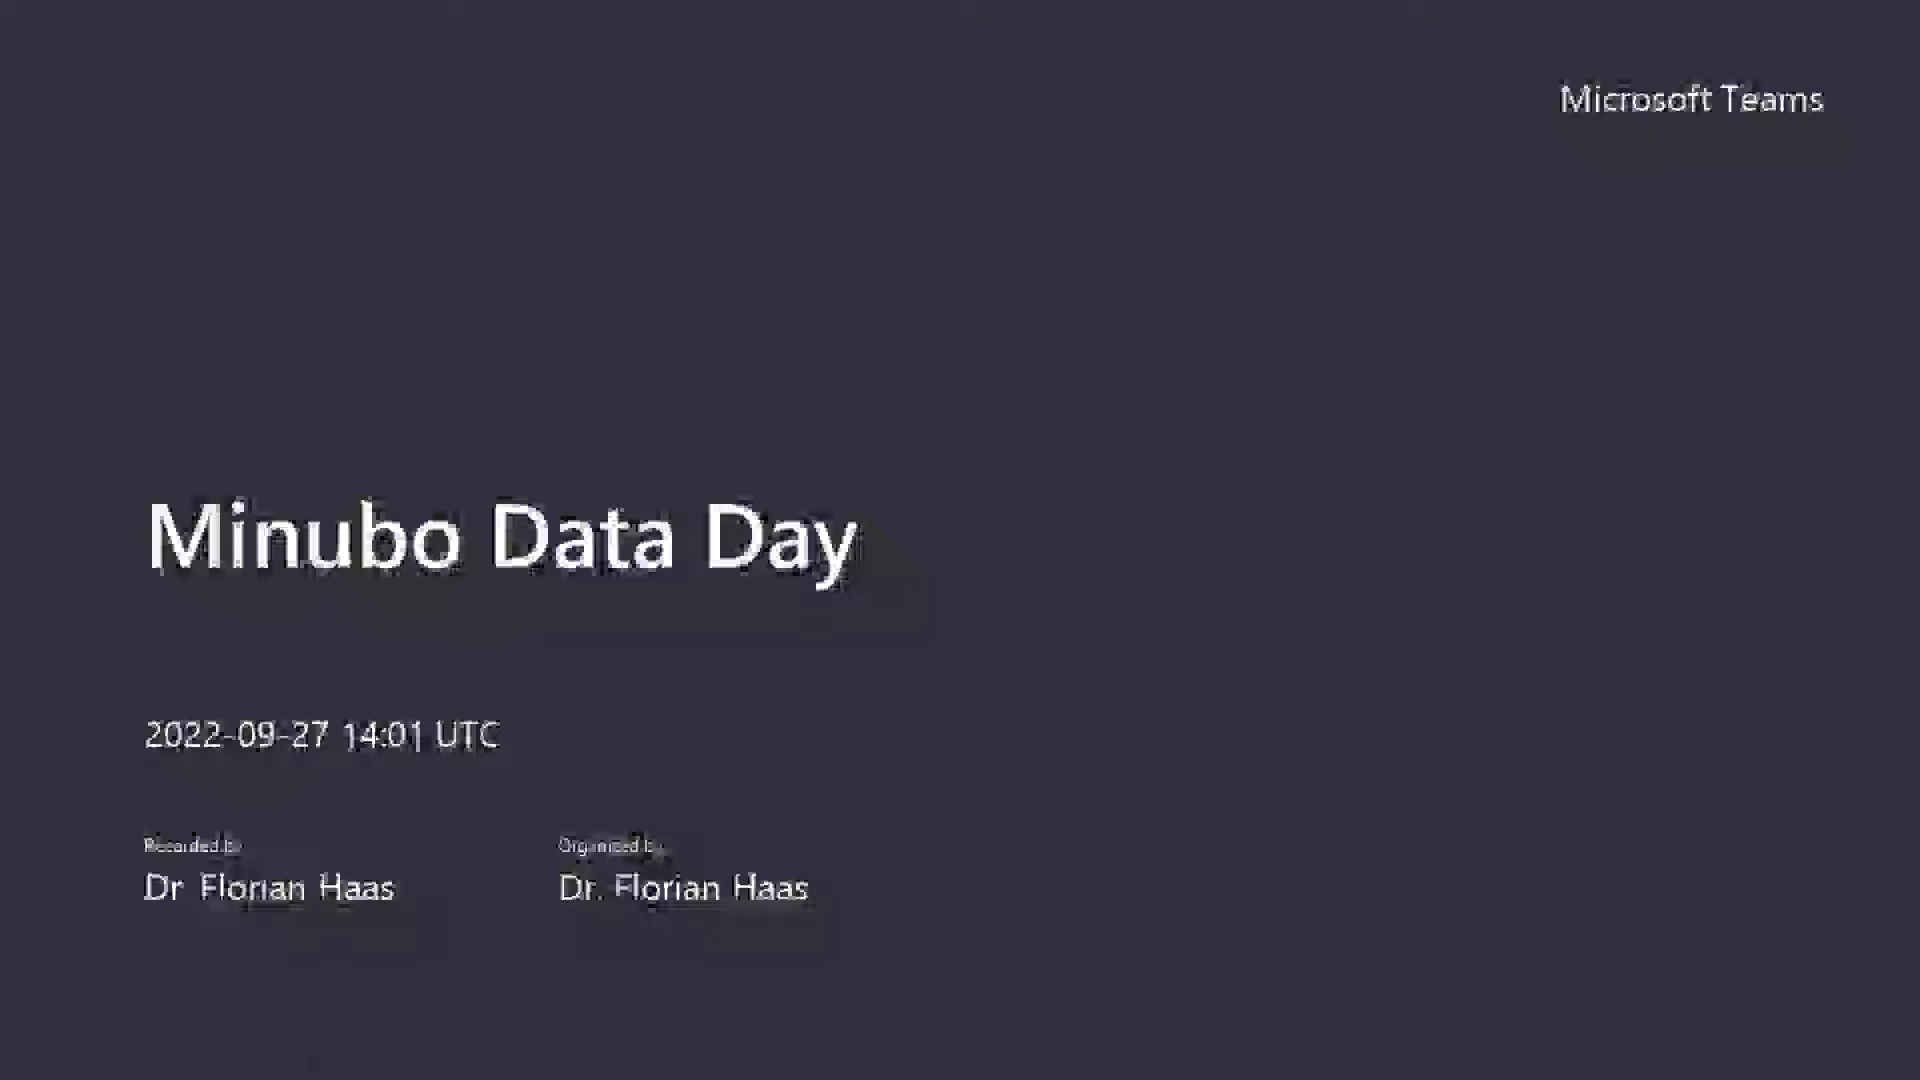 Microsoft Teams
Minubo Data Day
2022-09-27 14:01 UTC
Recorded by
Organized by
Dr. Florian Haas
Dr. Florian Haas